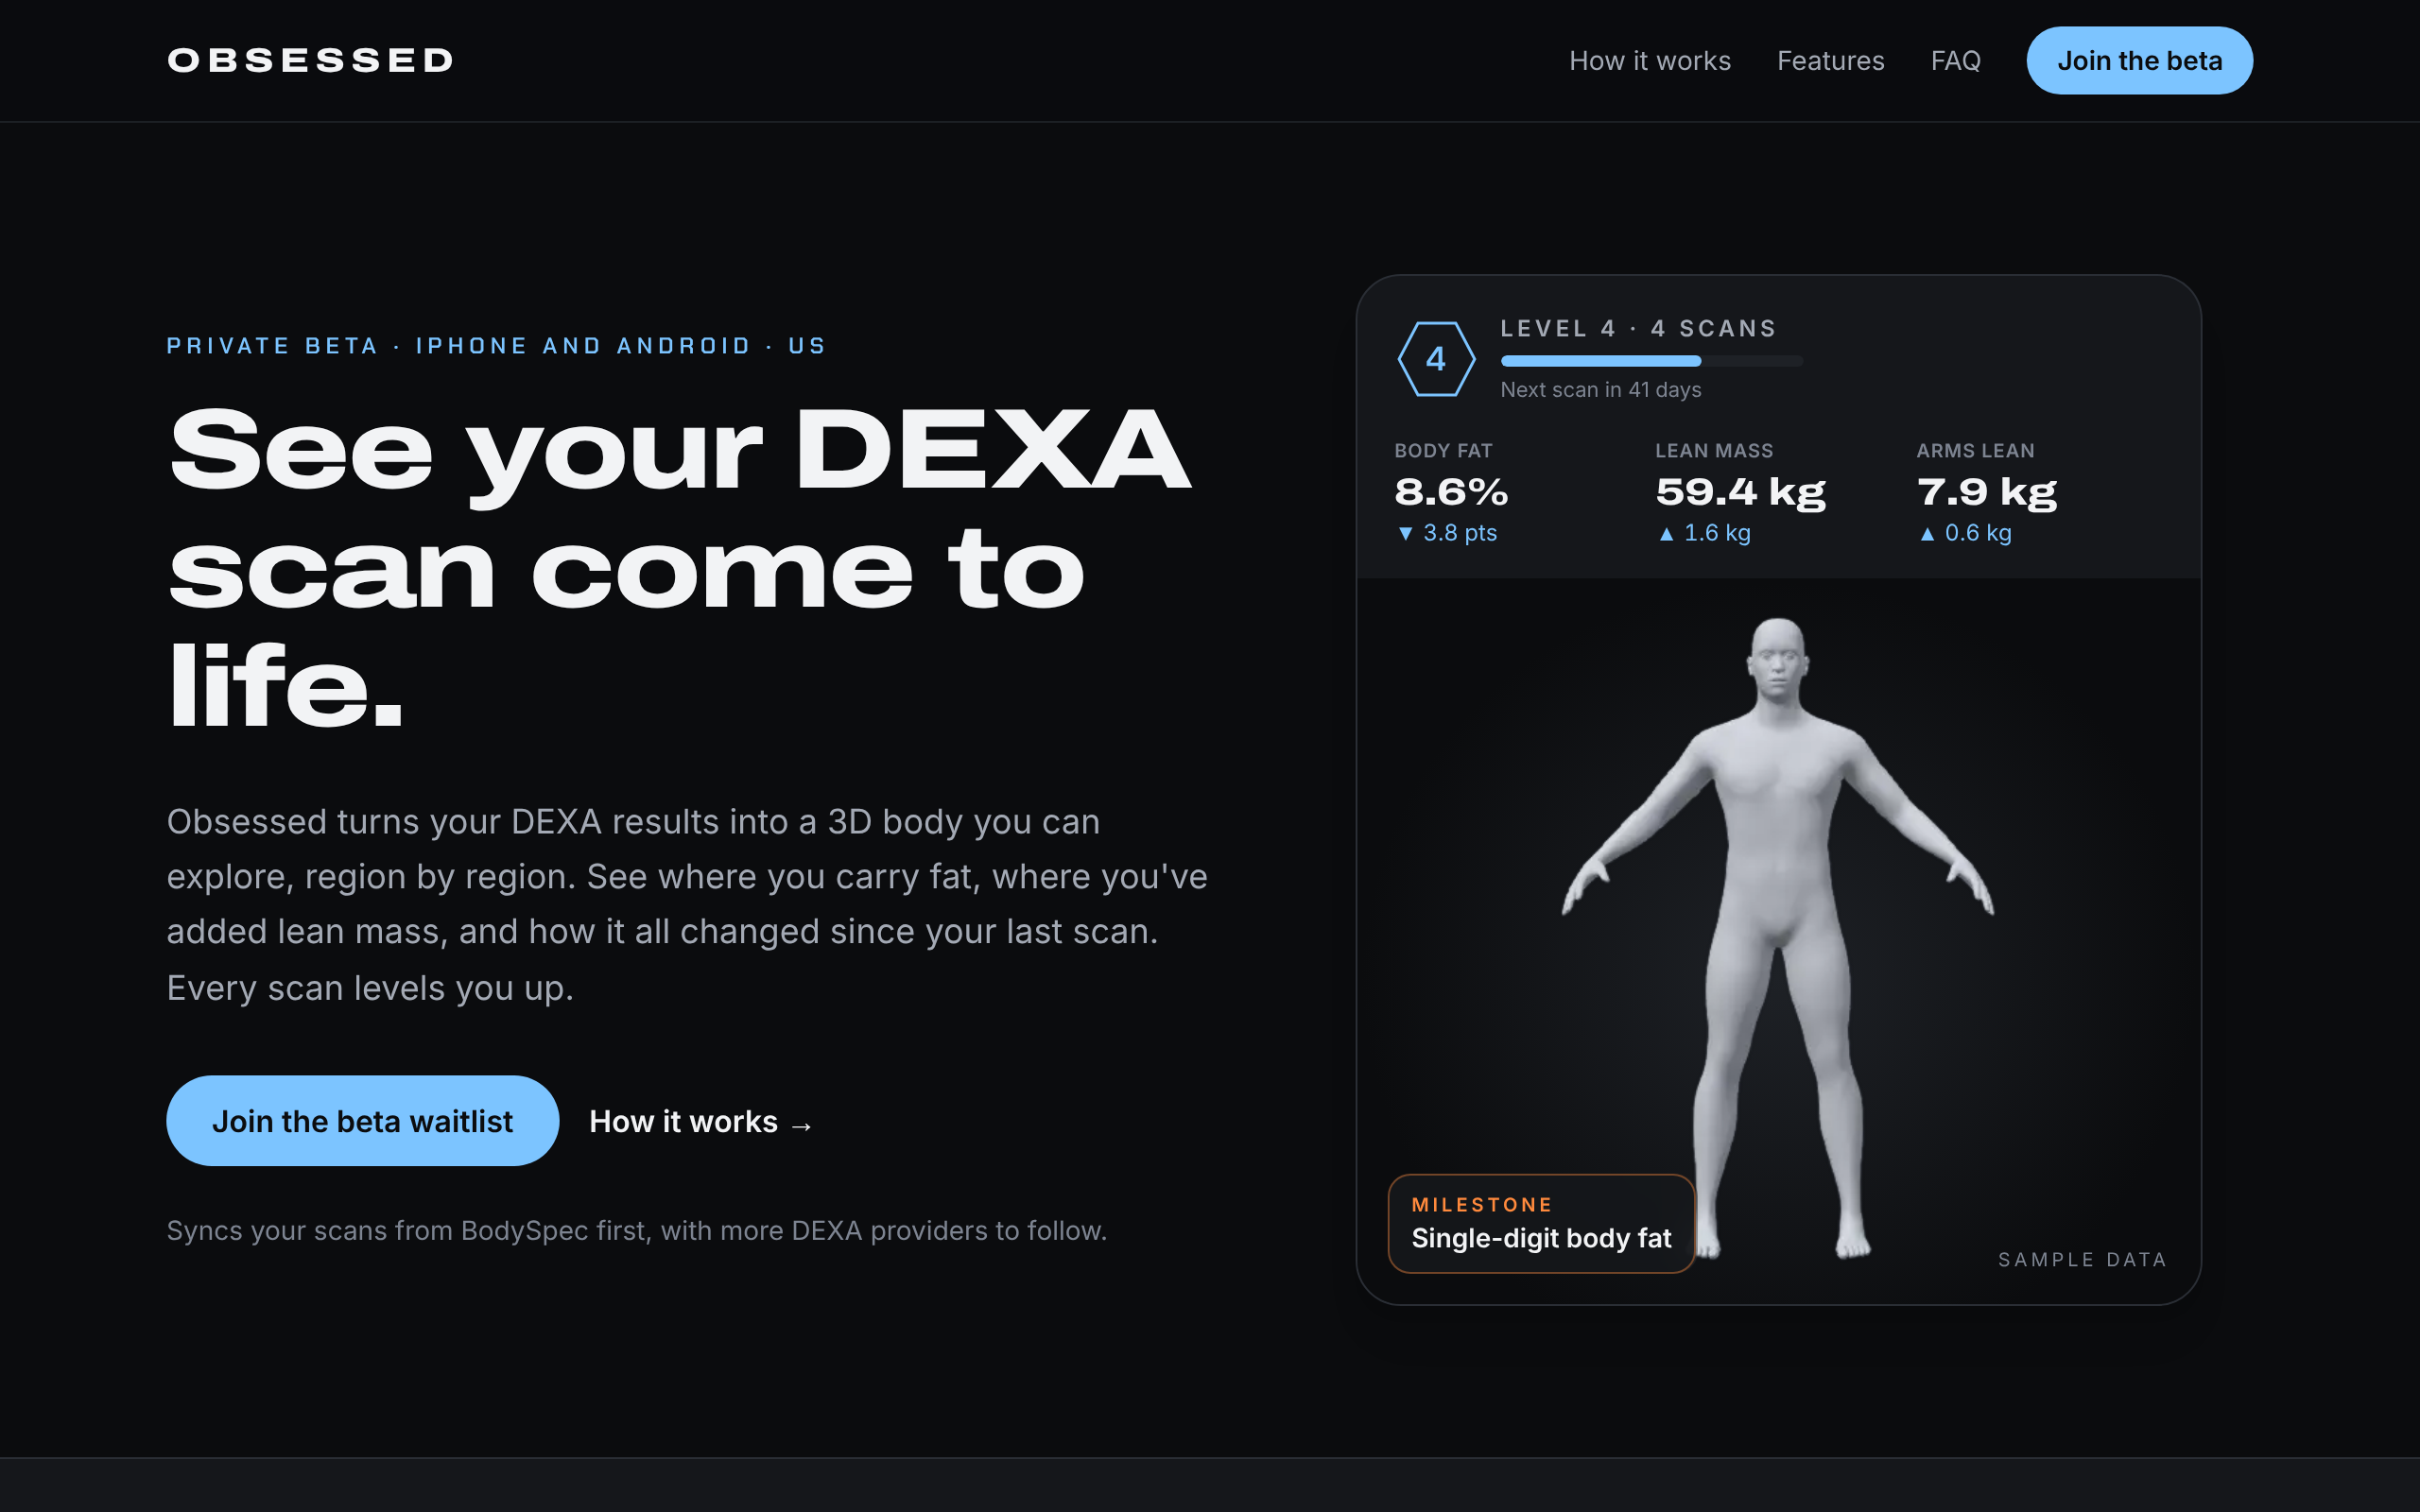 OBSESSED
How it works
Features
FAQ
Join the beta
PRIVATE BETA · IPHONE AND ANDROID · US
See your DEXA
scan come to
life.
Obsessed turns your DEXA results into a 3D body you can
explore, region by region. See where you carry fat, where you've
added lean mass, and how it all changed since your last scan.
Every scan levels you up.
Join the beta waitlist
How it works →
Syncs your scans from BodySpec first, with more DEXA providers to follow.
4
LEVEL 4 · 4 SCANS
Next scan in 41 days
BODY FAT
8.6%
▼ 3.8 pts
LEAN MASS
59.4 kg
▲ 1.6 kg
ARMS LEAN
7.9 kg
▲ 0.6 kg
MILESTONE
Single-digit body fat
SAMPLE DATA